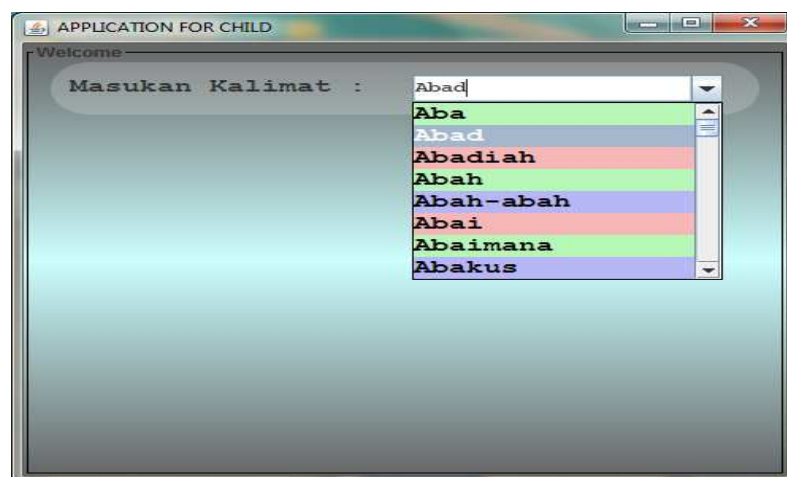 APPLICATION FOR CHILD
Welcome
Masukan Kalimat : Abad
Aba
Abad
Abadiah
Abah
Abah-abah
Abai
Abaimana
Abakus